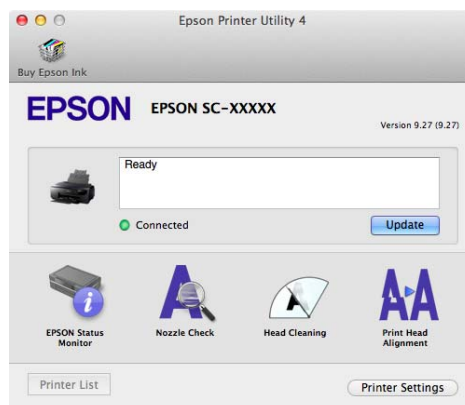 Epson Printer Utility 4
Buy Epson Ink
EPSON EPSON SC-XXXXX
Version 9.27 (9.27)
Ready
Connected
Update
EPSON Status Monitor
Nozzle Check
Head Cleaning
Print Head Alignment
Printer List
Printer Settings